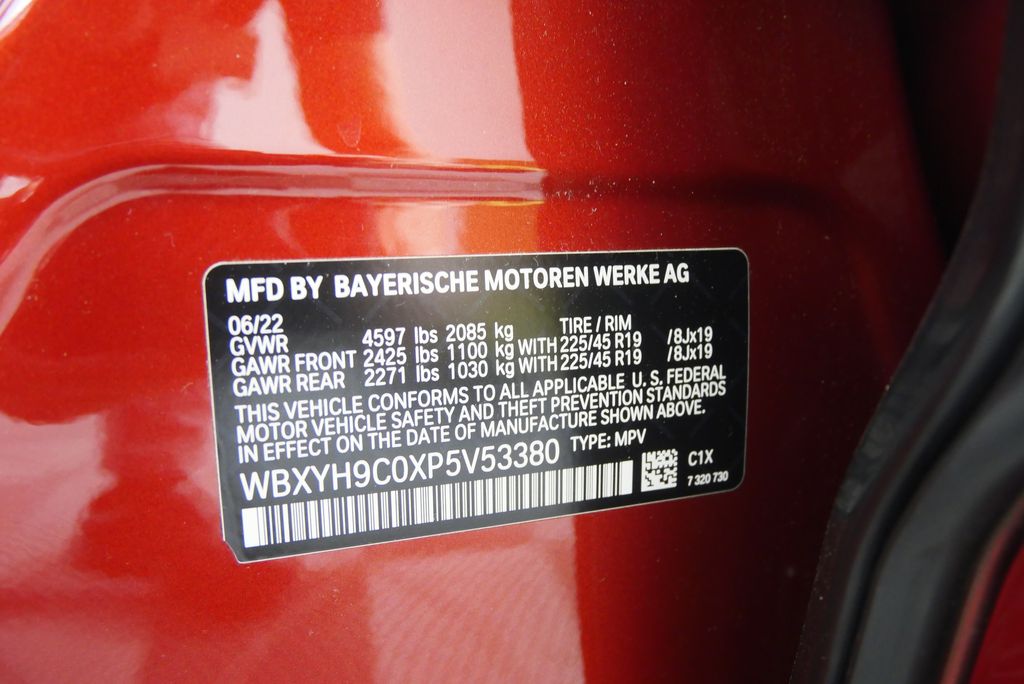 MFD BY BAYERISCHE MOTOREN WERKE AG
06/22 TIRE / RIM
GVWR 4597 lbs 2085 kg
GAWR FRONT 2425 lbs 1100 kg WITH 225/45 R19 /8Jx19
GAWR REAR 2271 lbs 1030 kg WITH 225/45 R19 /8Jx19
THIS VEHICLE CONFORMS TO ALL APPLICABLE U. S. FEDERAL
MOTOR VEHICLE SAFETY AND THEFT PREVENTION STANDARDS
IN EFFECT ON THE DATE OF MANUFACTURE SHOWN ABOVE.
WBXYH9C0XP5V53380 TYPE: MPV
C1X
7 320 730